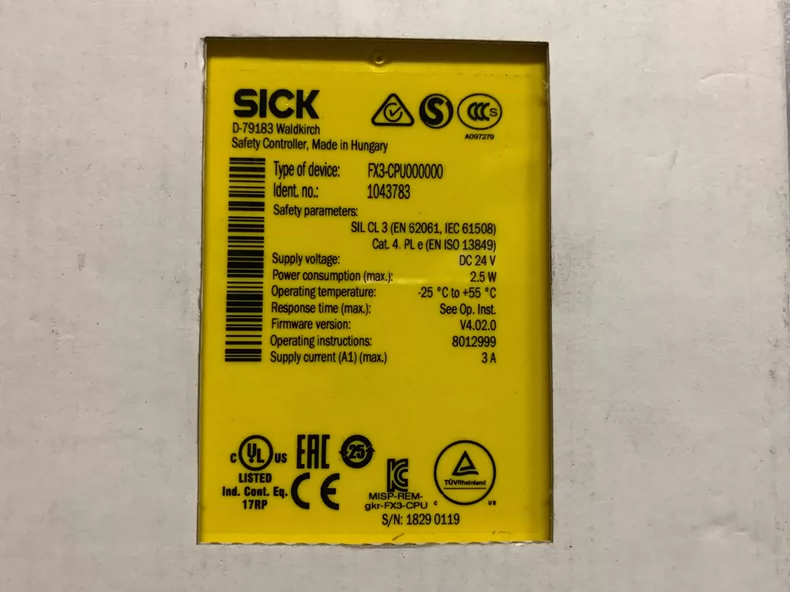 SICK
D-79183 Waldkirch
Safety Controller, Made in Hungary
S
CCC S
A097279
Type of device: FX3-CPU000000
Ident. no.: 1043783
Safety parameters:
SIL CL 3 (EN 62061, IEC 61508)
Cat. 4. PL e (EN ISO 13849)
Supply voltage: DC 24 V
Power consumption (max.): 2.5 W
Operating temperature: -25 °C to +55 °C
Response time (max.): See Op. Inst.
Firmware version: V4.02.0
Operating instructions: 8012999
Supply current (A1) (max.) 3 A
c UL us
LISTED
Ind. Cont. Eq.
17RP
EAC
25
CE
KC
MISP-REM-
gkr-FX3-CPU
TÜVRheinland
C US
S/N: 1829 0119